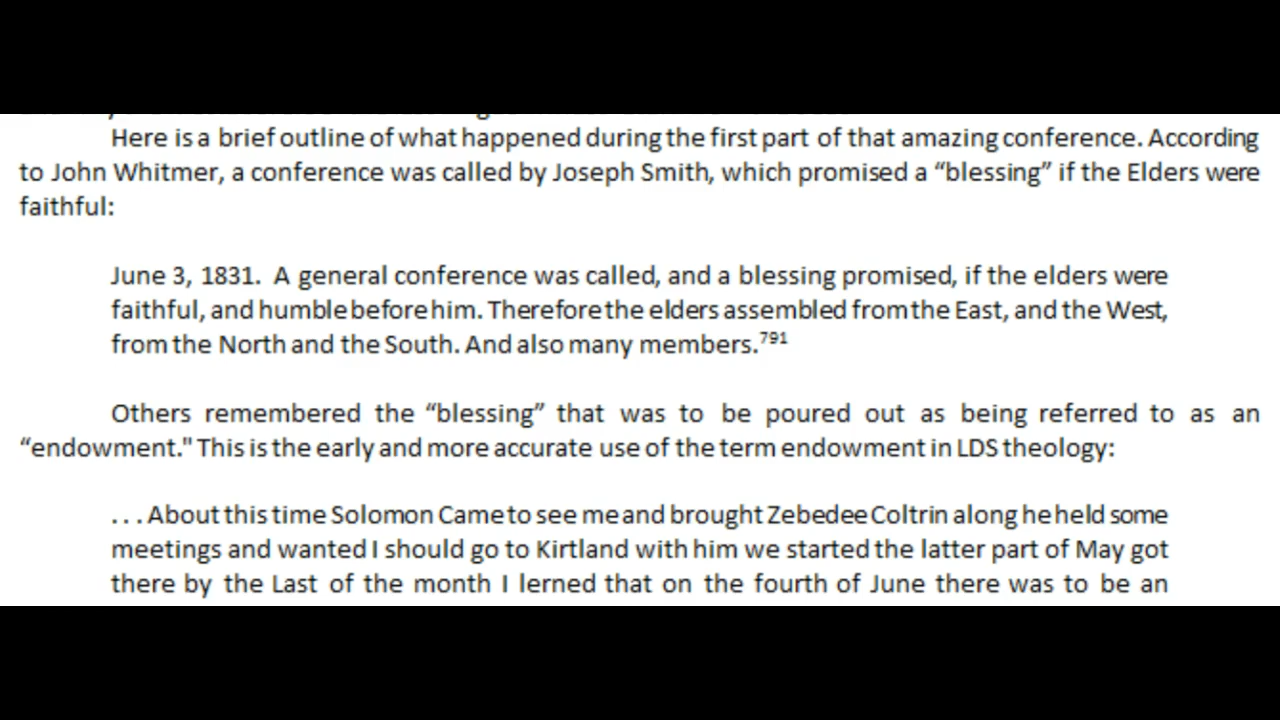 Here is a brief outline of what happened during the first part of that amazing conference. According
to John Whitmer, a conference was called by Joseph Smith, which promised a “blessing” if the Elders were
faithful:
June 3, 1831. A general conference was called, and a blessing promised, if the elders were
faithful, and humble before him. Therefore the elders assembled from the East, and the West,
from the North and the South. And also many members.791
Others remembered the “blessing” that was to be poured out as being referred to as an
“endowment." This is the early and more accurate use of the term endowment in LDS theology:
. . . About this time Solomon Came to see me and brought Zebedee Coltrin along he held some
meetings and wanted I should go to Kirtland with him we started the latter part of May got
there by the Last of the month I lerned that on the fourth of June there was to be an